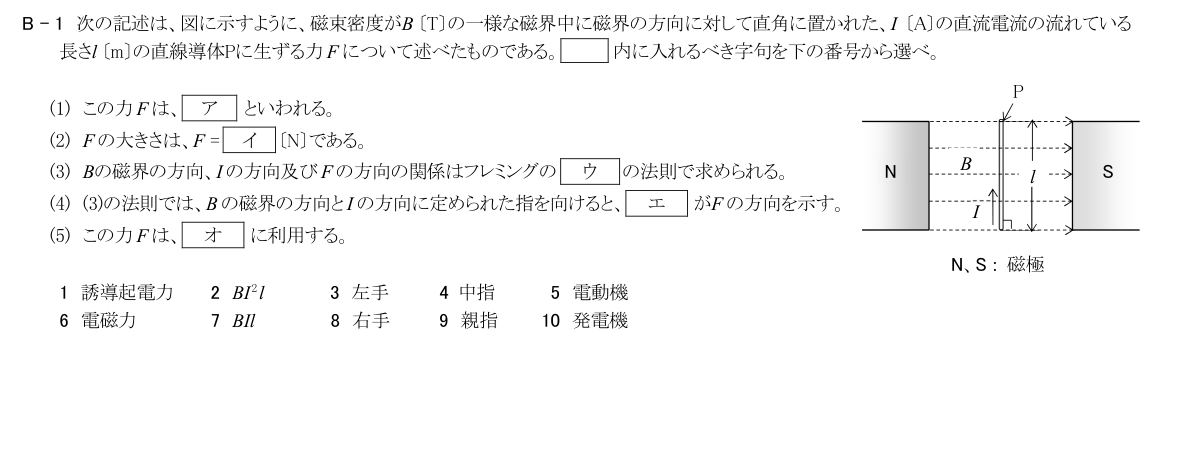 B－1 次の記述は、図に示すように、磁束密度がB〔T〕の一様な磁界中に磁界の方向に対して直角に置かれた、I〔A〕の直流電流の流れている
長さl〔m〕の直線導体Pに生ずる力Fについて述べたものである。 内に入れるべき字句を下の番号から選べ。
(1) この力Fは、 ア といわれる。
(2) Fの大きさは、F = イ 〔N〕である。
(3) Bの磁界の方向、Iの方向及びFの方向の関係はフレミングの ウ の法則で求められる。
(4) (3)の法則では、Bの磁界の方向とIの方向に定められた指を向けると、 エ がFの方向を示す。
(5) この力Fは、 オ に利用する。
1 誘導起電力 2 BI²l 3 左手 4 中指 5 電動機
6 電磁力 7 BIl 8 右手 9 親指 10 発電機
P
N B l S
I
N、S： 磁極